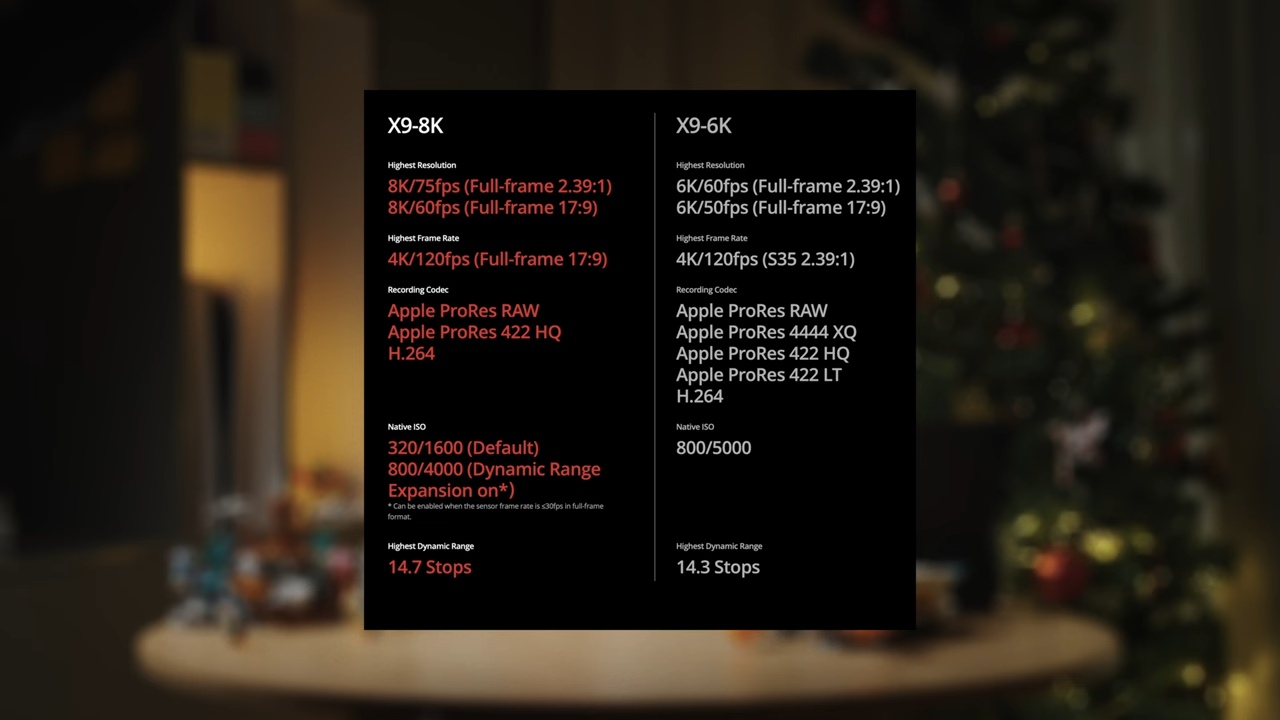 X9-8K
Highest Resolution
8K/75fps (Full-frame 2.39:1)
8K/60fps (Full-frame 17:9)
Highest Frame Rate
4K/120fps (Full-frame 17:9)
Recording Codec
Apple ProRes RAW
Apple ProRes 422 HQ
H.264
Native ISO
320/1600 (Default)
800/4000 (Dynamic Range
Expansion on*)
* Can be enabled when the sensor frame rate is ≤30fps in full-frame
format.
Highest Dynamic Range
14.7 Stops
X9-6K
Highest Resolution
6K/60fps (Full-frame 2.39:1)
6K/50fps (Full-frame 17:9)
Highest Frame Rate
4K/120fps (S35 2.39:1)
Recording Codec
Apple ProRes RAW
Apple ProRes 4444 XQ
Apple ProRes 422 HQ
Apple ProRes 422 LT
H.264
Native ISO
800/5000
Highest Dynamic Range
14.3 Stops